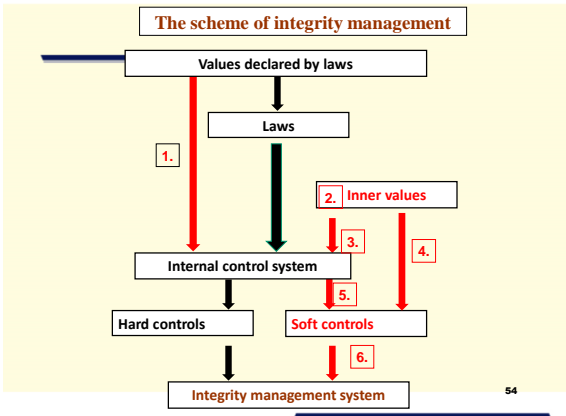 The scheme of integrity management
Values declared by laws
Laws
1.
2. Inner values
3.
4.
Internal control system
5.
Hard controls
Soft controls
6.
Integrity management system
54